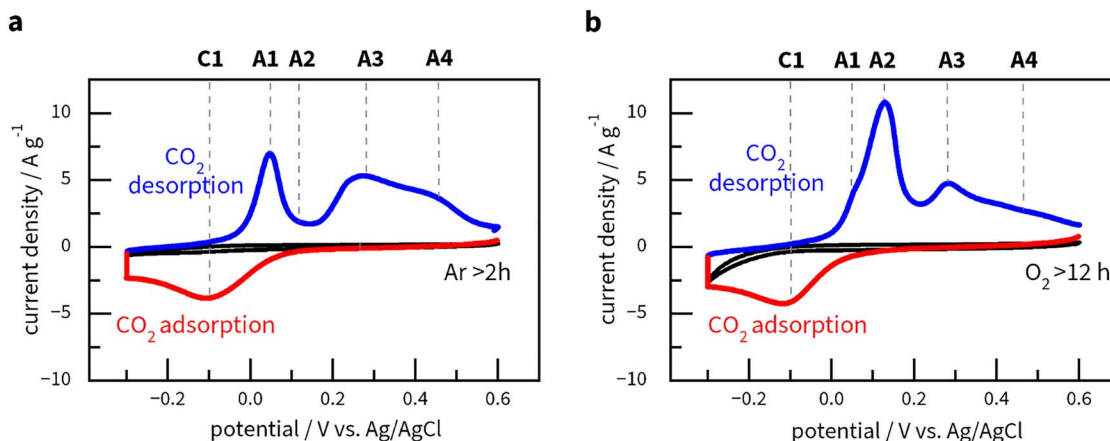 a
C1 A1 A2 A3 A4
current density / A g⁻¹
10
5
0
−5
−10
CO₂
desorption
Ar >2h
CO₂ adsorption
−0.2 0.0 0.2 0.4 0.6
potential / V vs. Ag/AgCl
b
C1 A1 A2 A3 A4
current density / A g⁻¹
10
5
0
−5
−10
CO₂
desorption
O₂ >12 h
CO₂ adsorption
−0.2 0.0 0.2 0.4 0.6
potential / V vs. Ag/AgCl